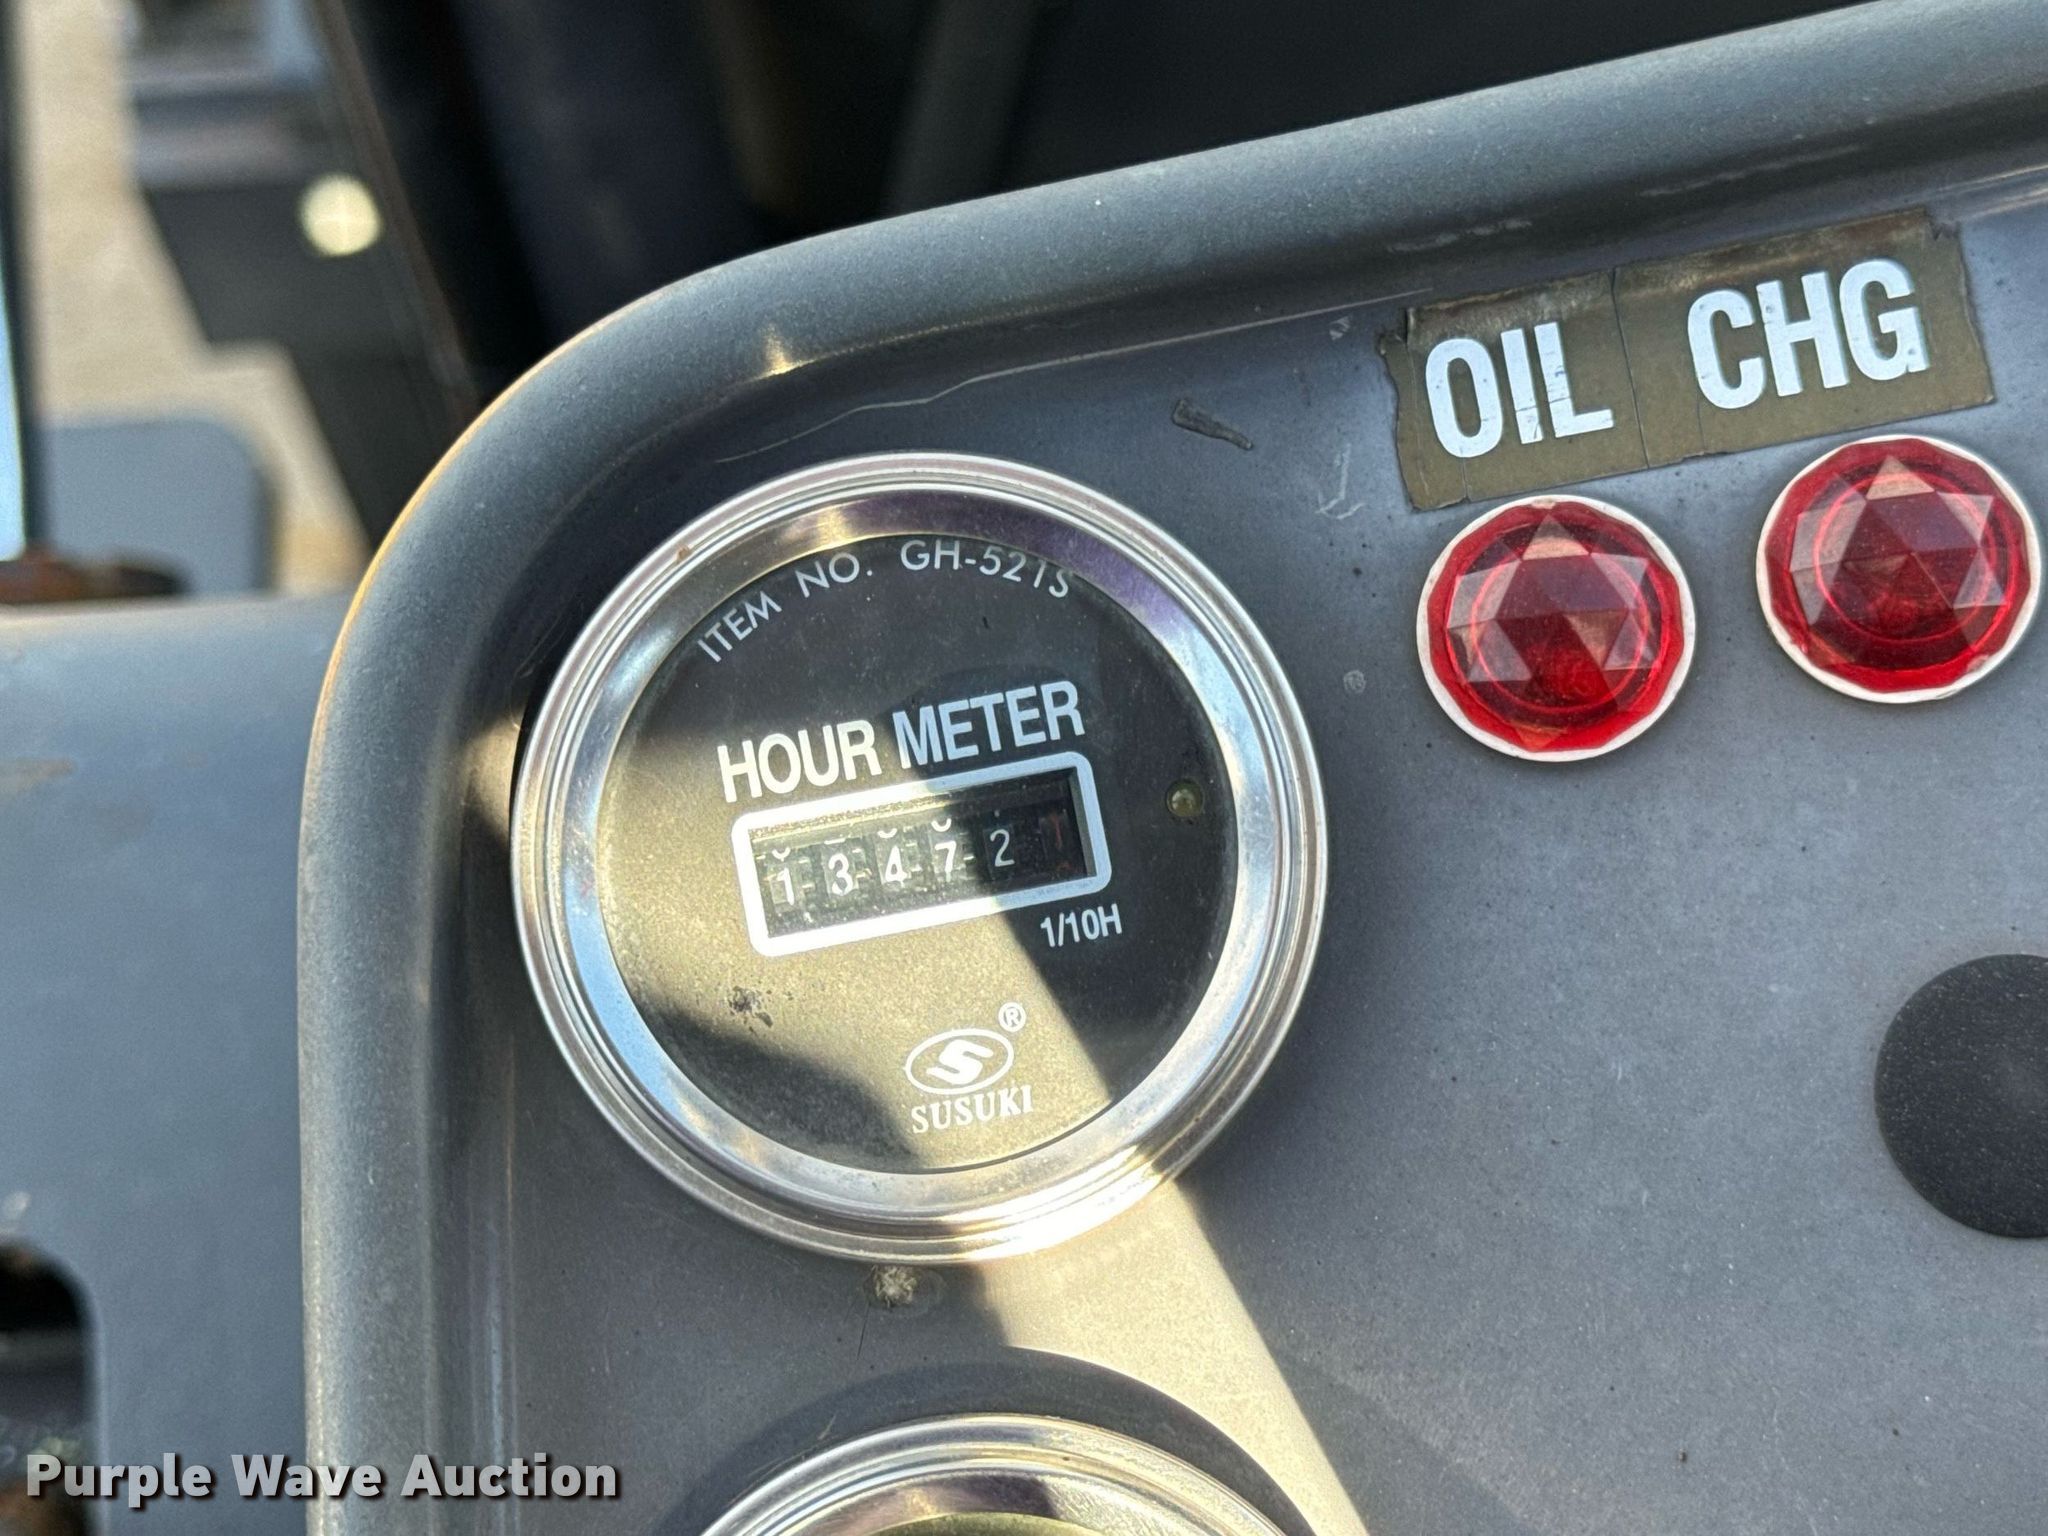 OIL CHG
ITEM NO. GH-521S
HOUR METER
1 3 4 7 2 1
1/10H
®
SUSUKI
Purple Wave Auction